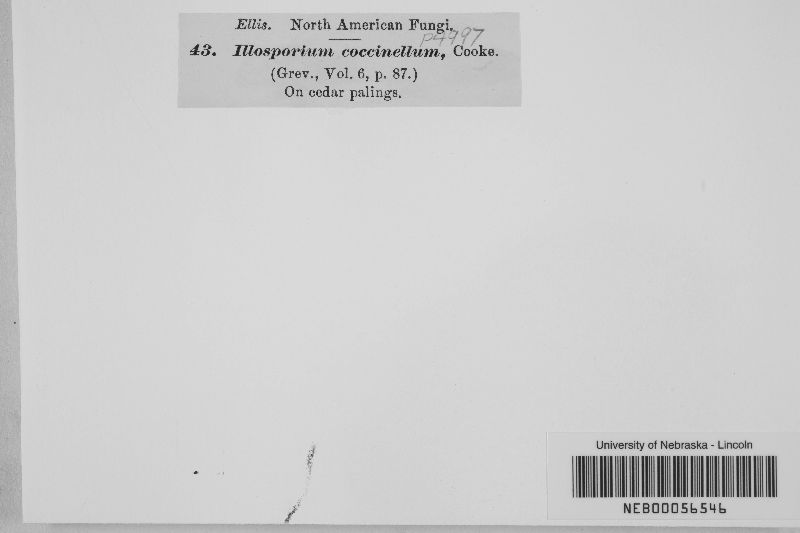 Ellis. North American Fungi.
p4797
43. Illosporium coccinellum, Cooke.
(Grev., Vol. 6, p. 87.)
On cedar palings.
University of Nebraska - Lincoln
NEB00056546